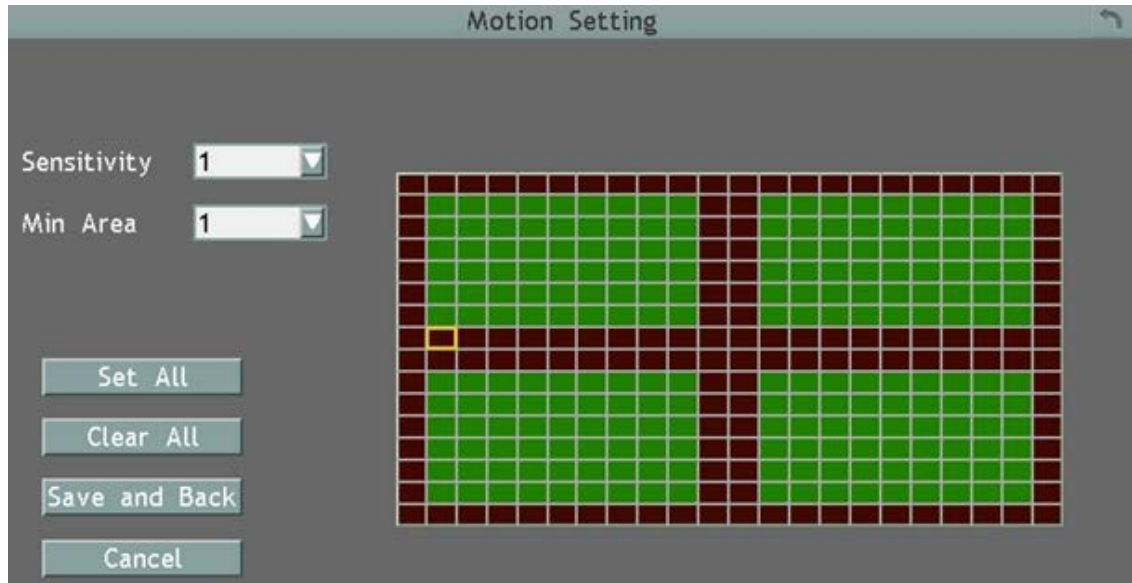 Motion Setting
Sensitivity 1
Min Area 1
Set All
Clear All
Save and Back
Cancel